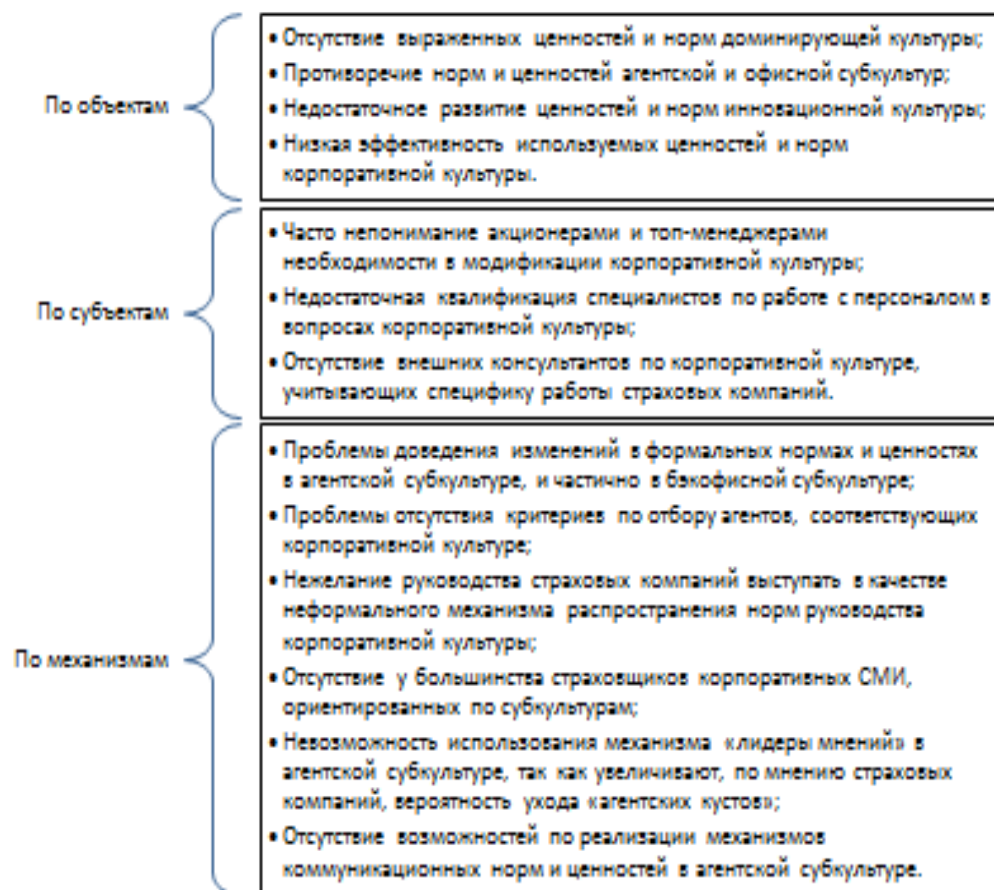 По объектам
• Отсутствие выраженных ценностей и норм доминирующей культуры;
• Противоречие норм и ценностей агентской и офисной субкультур;
• Недостаточное развитие ценностей и норм инновационной культуры;
• Низкая эффективность используемых ценностей и норм
корпоративной культуры.
По субъектам
• Часто непонимание акционерами и топ-менеджерами
необходимости в модификации корпоративной культуры;
• Недостаточная квалификация специалистов по работе с персоналом в
вопросах корпоративной культуры;
• Отсутствие внешних консультантов по корпоративной культуре,
учитывающих специфику работы страховых компаний.
По механизмам
• Проблемы доведения изменений в формальных нормах и ценностях
в агентской субкультуре, и частично в бэкофисной субкультуре;
• Проблемы отсутствия критериев по отбору агентов, соответствующих
корпоративной культуре;
• Нежелание руководства страховых компаний выступать в качестве
неформального механизма распространения норм руководства
корпоративной культуры;
• Отсутствие у большинства страховщиков корпоративных СМИ,
ориентированных по субкультурам;
• Невозможность использования механизма «лидеры мнений» в
агентской субкультуре, так как увеличивают, по мнению страховых
компаний, вероятность ухода «агентских кустов»;
• Отсутствие возможностей по реализации механизмов
коммуникационных норм и ценностей в агентской субкультуре.